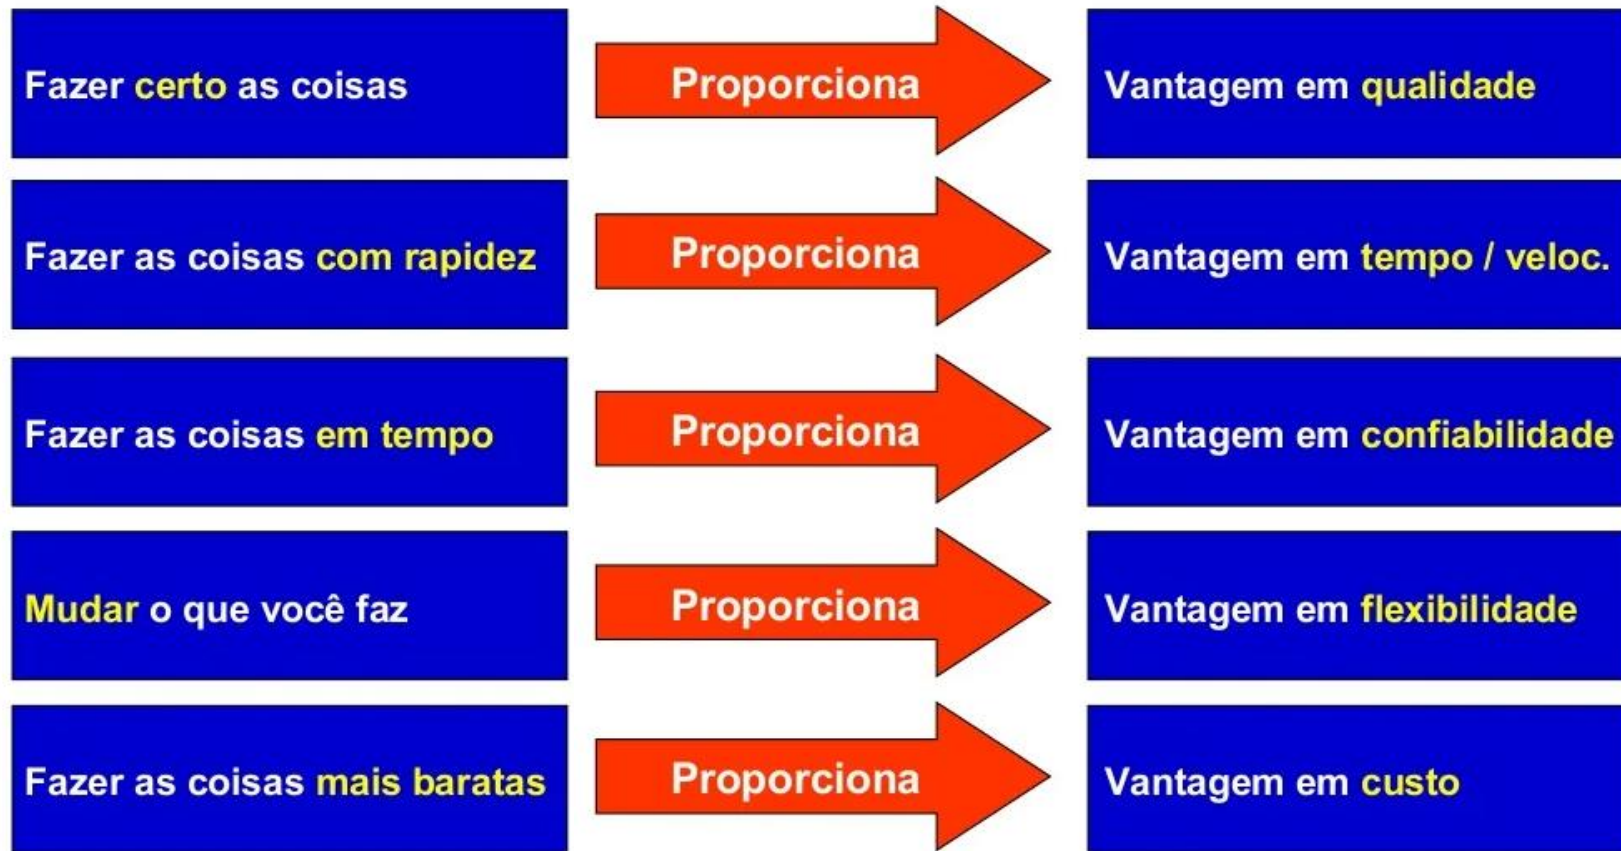 Fazer certo as coisas
Proporciona
Vantagem em qualidade
Fazer as coisas com rapidez
Proporciona
Vantagem em tempo / veloc.
Fazer as coisas em tempo
Proporciona
Vantagem em confiabilidade
Mudar o que você faz
Proporciona
Vantagem em flexibilidade
Fazer as coisas mais baratas
Proporciona
Vantagem em custo